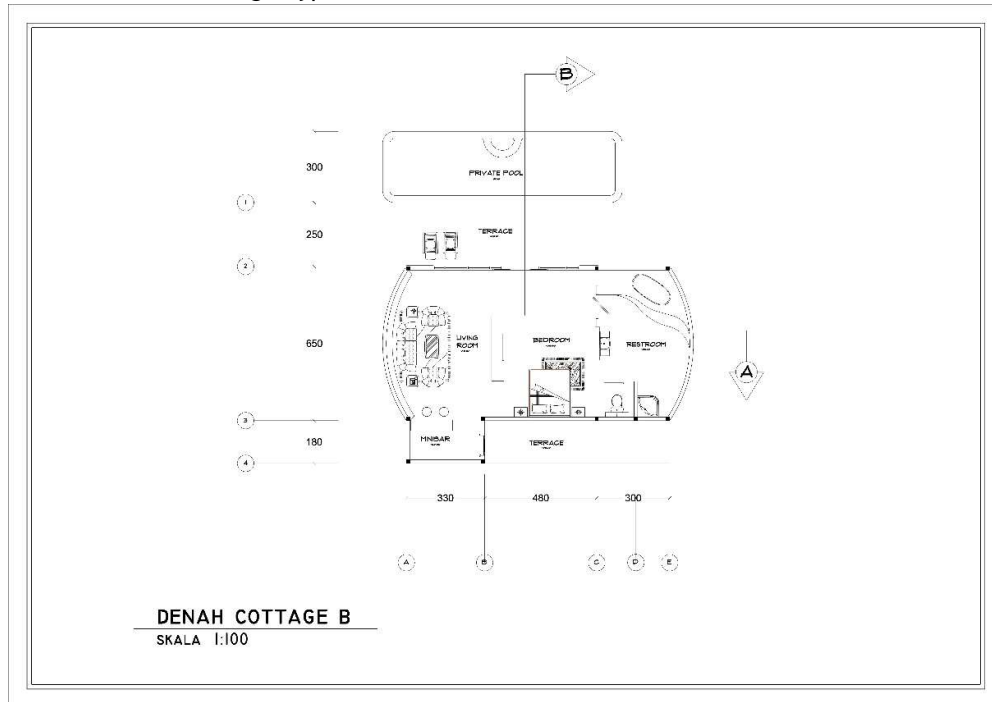 B
300
PRIVATE POOL
1
250
TERRACE
2
650
LIVING
ROOM
BEDROOM
RESTROOM
A
3
180
MINIBAR
TERRACE
4
330
480
300
A
B
C
D
E
DENAH COTTAGE B
SKALA 1:100